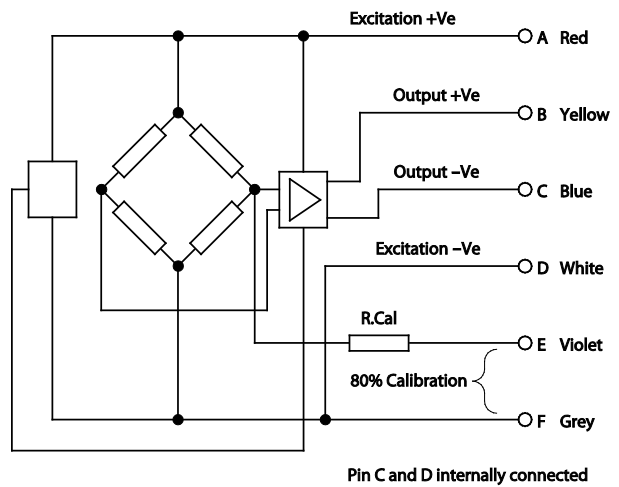 Excitation +Ve
A Red
Output +Ve
B Yellow
Output –Ve
C Blue
Excitation –Ve
D White
R.Cal
E Violet
80% Calibration
F Grey
Pin C and D internally connected